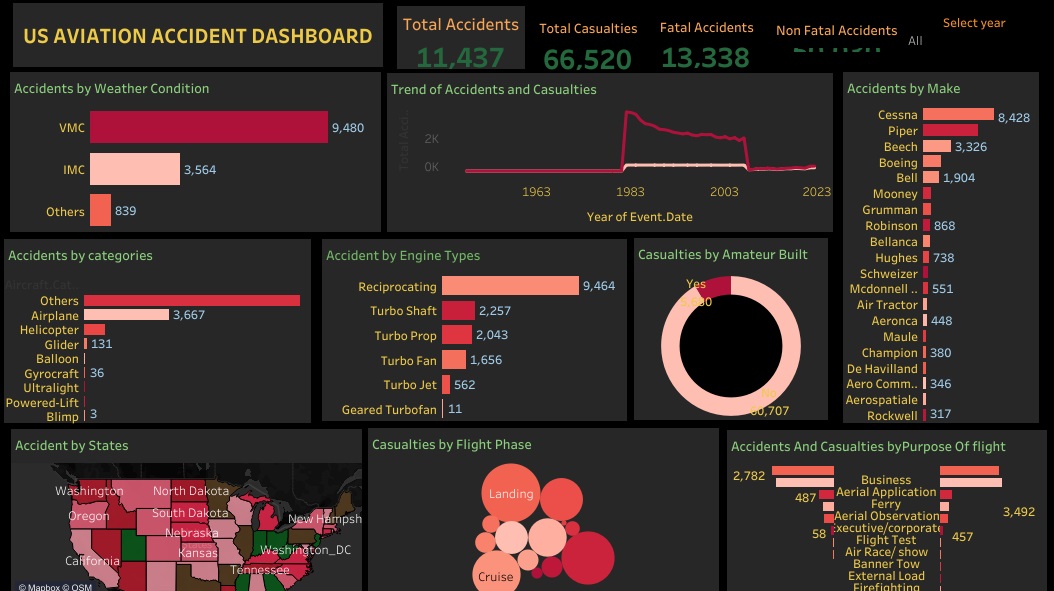 US AVIATION ACCIDENT DASHBOARD
Total Accidents
11,437
Total Casualties
66,520
Fatal Accidents
13,338
Non Fatal Accidents
Select year
All
Accidents by Weather Condition
VMC 9,480
IMC 3,564
Others 839
Trend of Accidents and Casualties
Total Acc..
2K
0K
1963 1983 2003 2023
Year of Event.Date
Accidents by Make
Cessna 8,428
Piper
Beech 3,326
Boeing
Bell 1,904
Mooney
Grumman
Robinson 868
Bellanca
Hughes 738
Schweizer
Mcdonnell .. 551
Air Tractor
Aeronca 448
Maule
Champion 380
De Havilland
Aero Comm.. 346
Aerospatiale
Rockwell 317
Accidents by categories
Aircraft.Cat..
Others
Airplane 3,667
Helicopter
Glider 131
Balloon
Gyrocraft 36
Ultralight
Powered-Lift
Blimp 3
Accident by Engine Types
Reciprocating 9,464
Turbo Shaft 2,257
Turbo Prop 2,043
Turbo Fan 1,656
Turbo Jet 562
Geared Turbofan 11
Casualties by Amateur Built
Yes
Accident by States
Washington North Dakota
Oregon South Dakota New Hampsh
Nebraska
California Kansas Washington_DC
Tennessee
© Mapbox © OSM
Casualties by Flight Phase
Landing
Cruise
Accidents And Casualties byPurpose Of flight
2,782 Business
487 Aerial Application
Ferry 3,492
Aerial Observation
58 Executive/corporate 457
Flight Test
Air Race/ show
Banner Tow
External Load
Firefighting